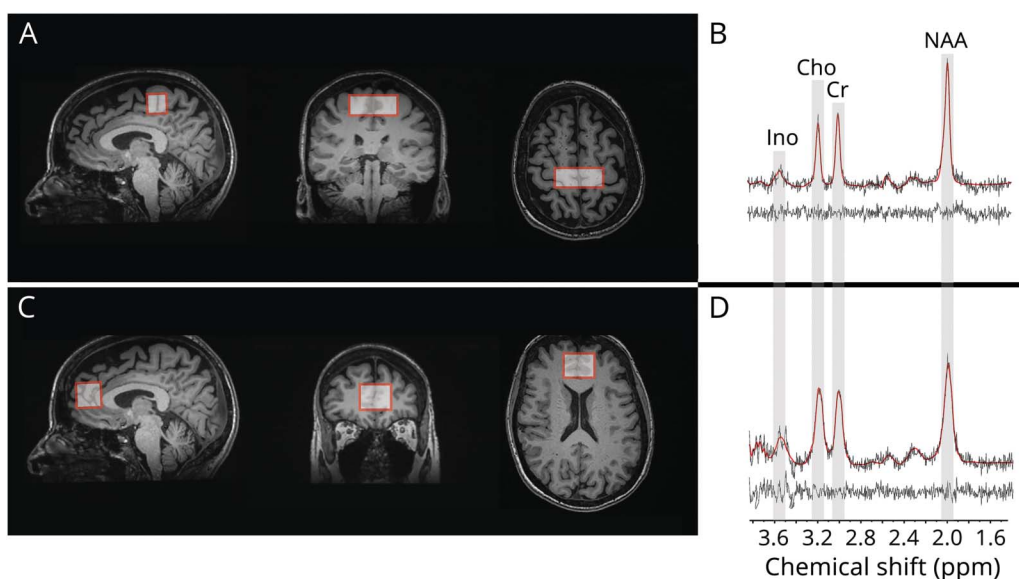 A
B
NAA
Cho
Cr
Ino
C
D
3.6 3.2 2.8 2.4 2.0 1.6
Chemical shift (ppm)